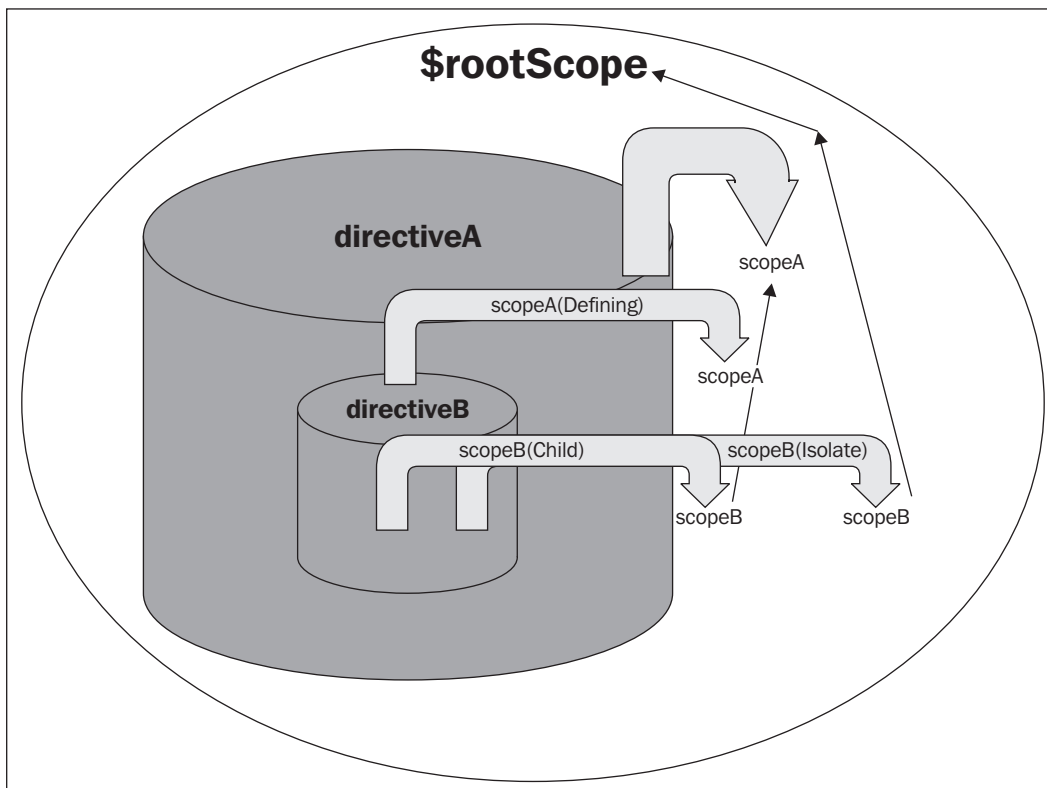 $rootScope
directiveA
scopeA
scopeA(Defining)
scopeA
directiveB
scopeB(Child)
scopeB(Isolate)
scopeB
scopeB